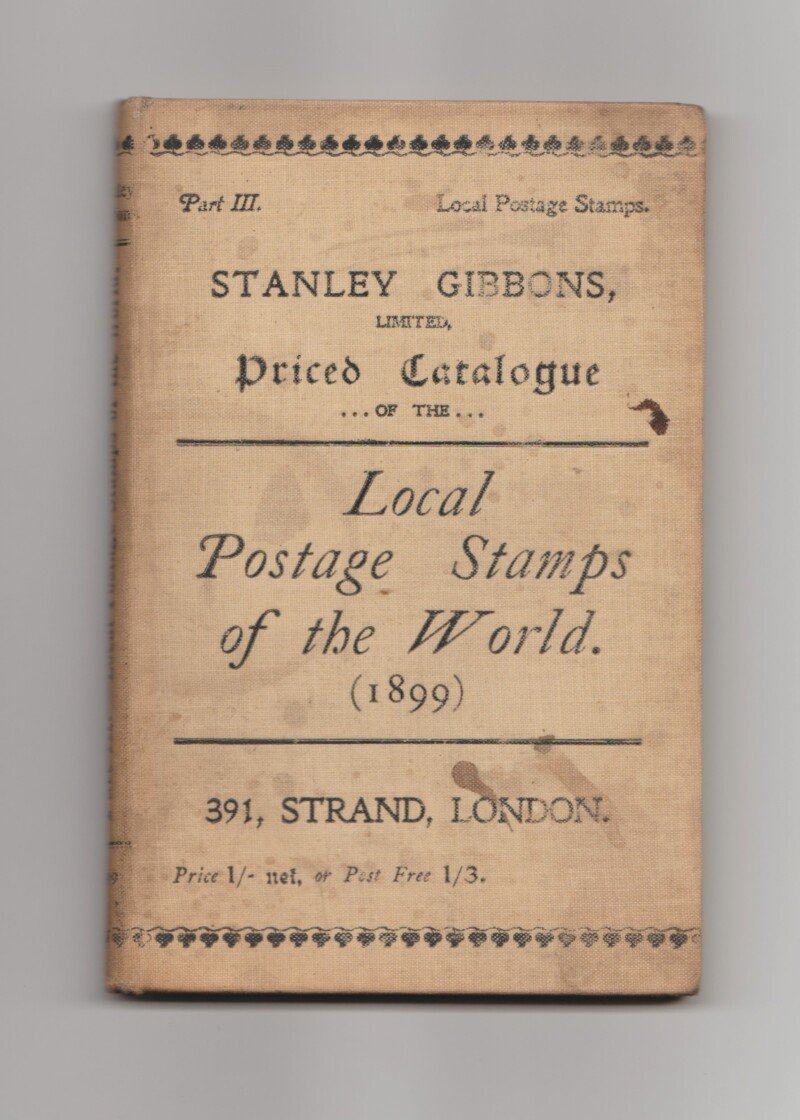 Part III. Local Postage Stamps.
STANLEY GIBBONS,
LIMITED,
Priced Catalogue
...OF THE...
Local
Postage Stamps
of the World.
(1899)
391, STRAND, LONDON.
Price 1/- net, or Post Free 1/3.